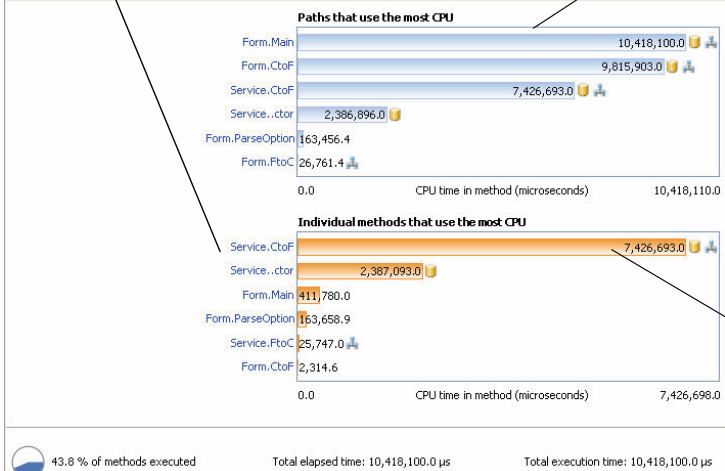 Paths that use the most CPU
Form.Main 10,418,100.0
Form.CtoF 9,815,903.0
Service.CtoF 7,426,693.0
Service..ctor 2,386,896.0
Form.ParseOption 163,456.4
Form.FtoC 26,761.4
0.0 CPU time in method (microseconds) 10,418,110.0
Individual methods that use the most CPU
Service.CtoF 7,426,693.0
Service..ctor 2,387,093.0
Form.Main 411,780.0
Form.ParseOption 163,658.9
Service.FtoC 25,747.0
Form.CtoF 2,314.6
0.0 CPU time in method (microseconds) 7,426,698.0
43.8 % of methods executed Total elapsed time: 10,418,100.0 µs Total execution time: 10,418,100.0 µs